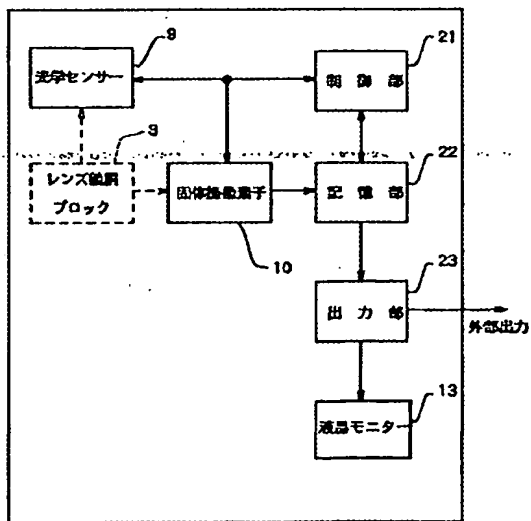 9
光学センサー
21
制御部
3
レンズ鏡胴
ブロック
固体撮像素子
10
22
記憶部
23
出力部
外部出力
13
液晶モニター